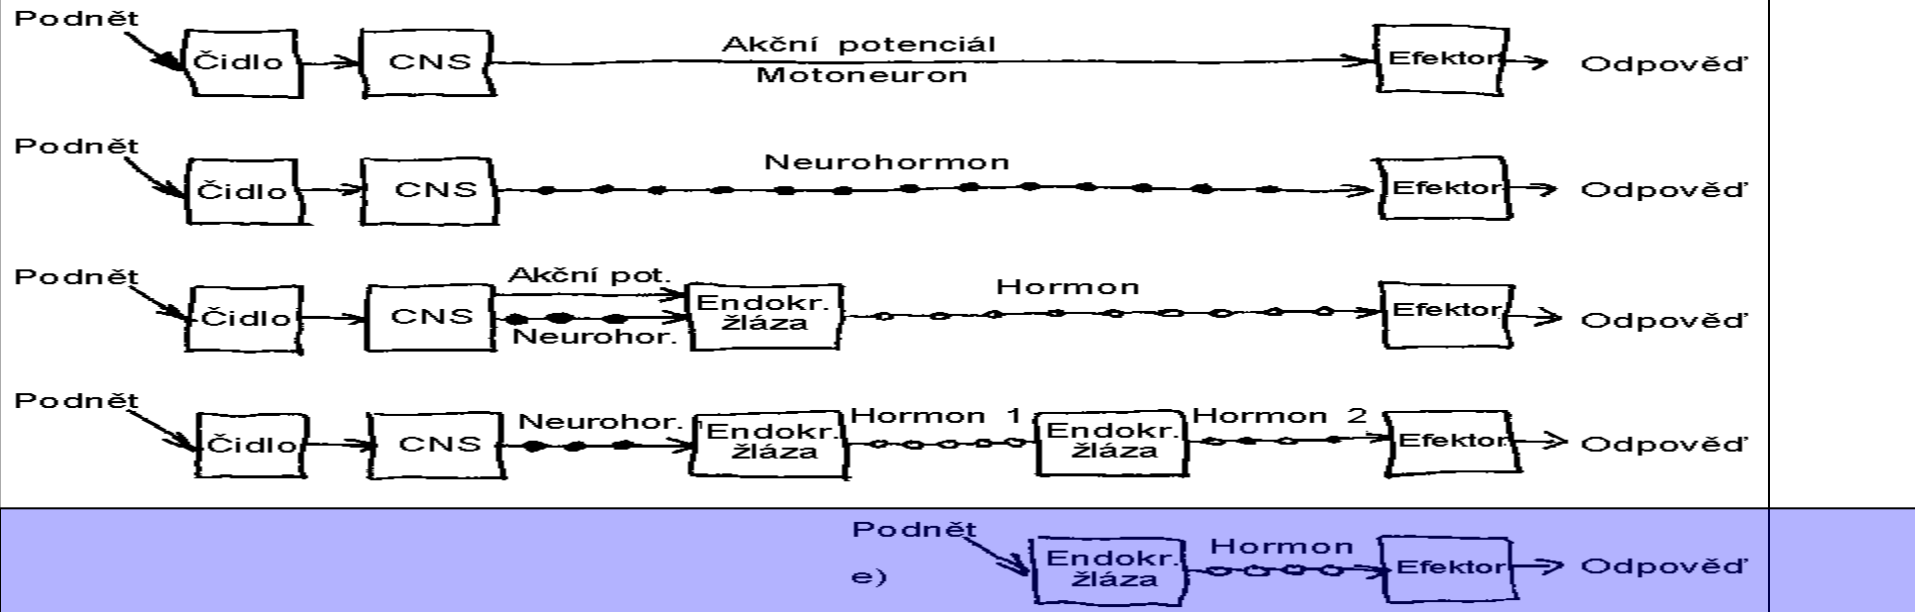 Podnět
Čidlo CNS Akční potenciál Efektor Odpověď
Motoneuron
Podnět
Čidlo CNS Neurohormon Efektor Odpověď
Podnět
Čidlo CNS Akční pot. Endokr. Hormon Efektor Odpověď
Neurohor. žláza
Podnět
Čidlo CNS Neurohor. Endokr. Hormon 1 Endokr. Hormon 2 Efektor Odpověď
žláza žláza
Podnět
e) Endokr. Hormon Efektor Odpověď
žláza